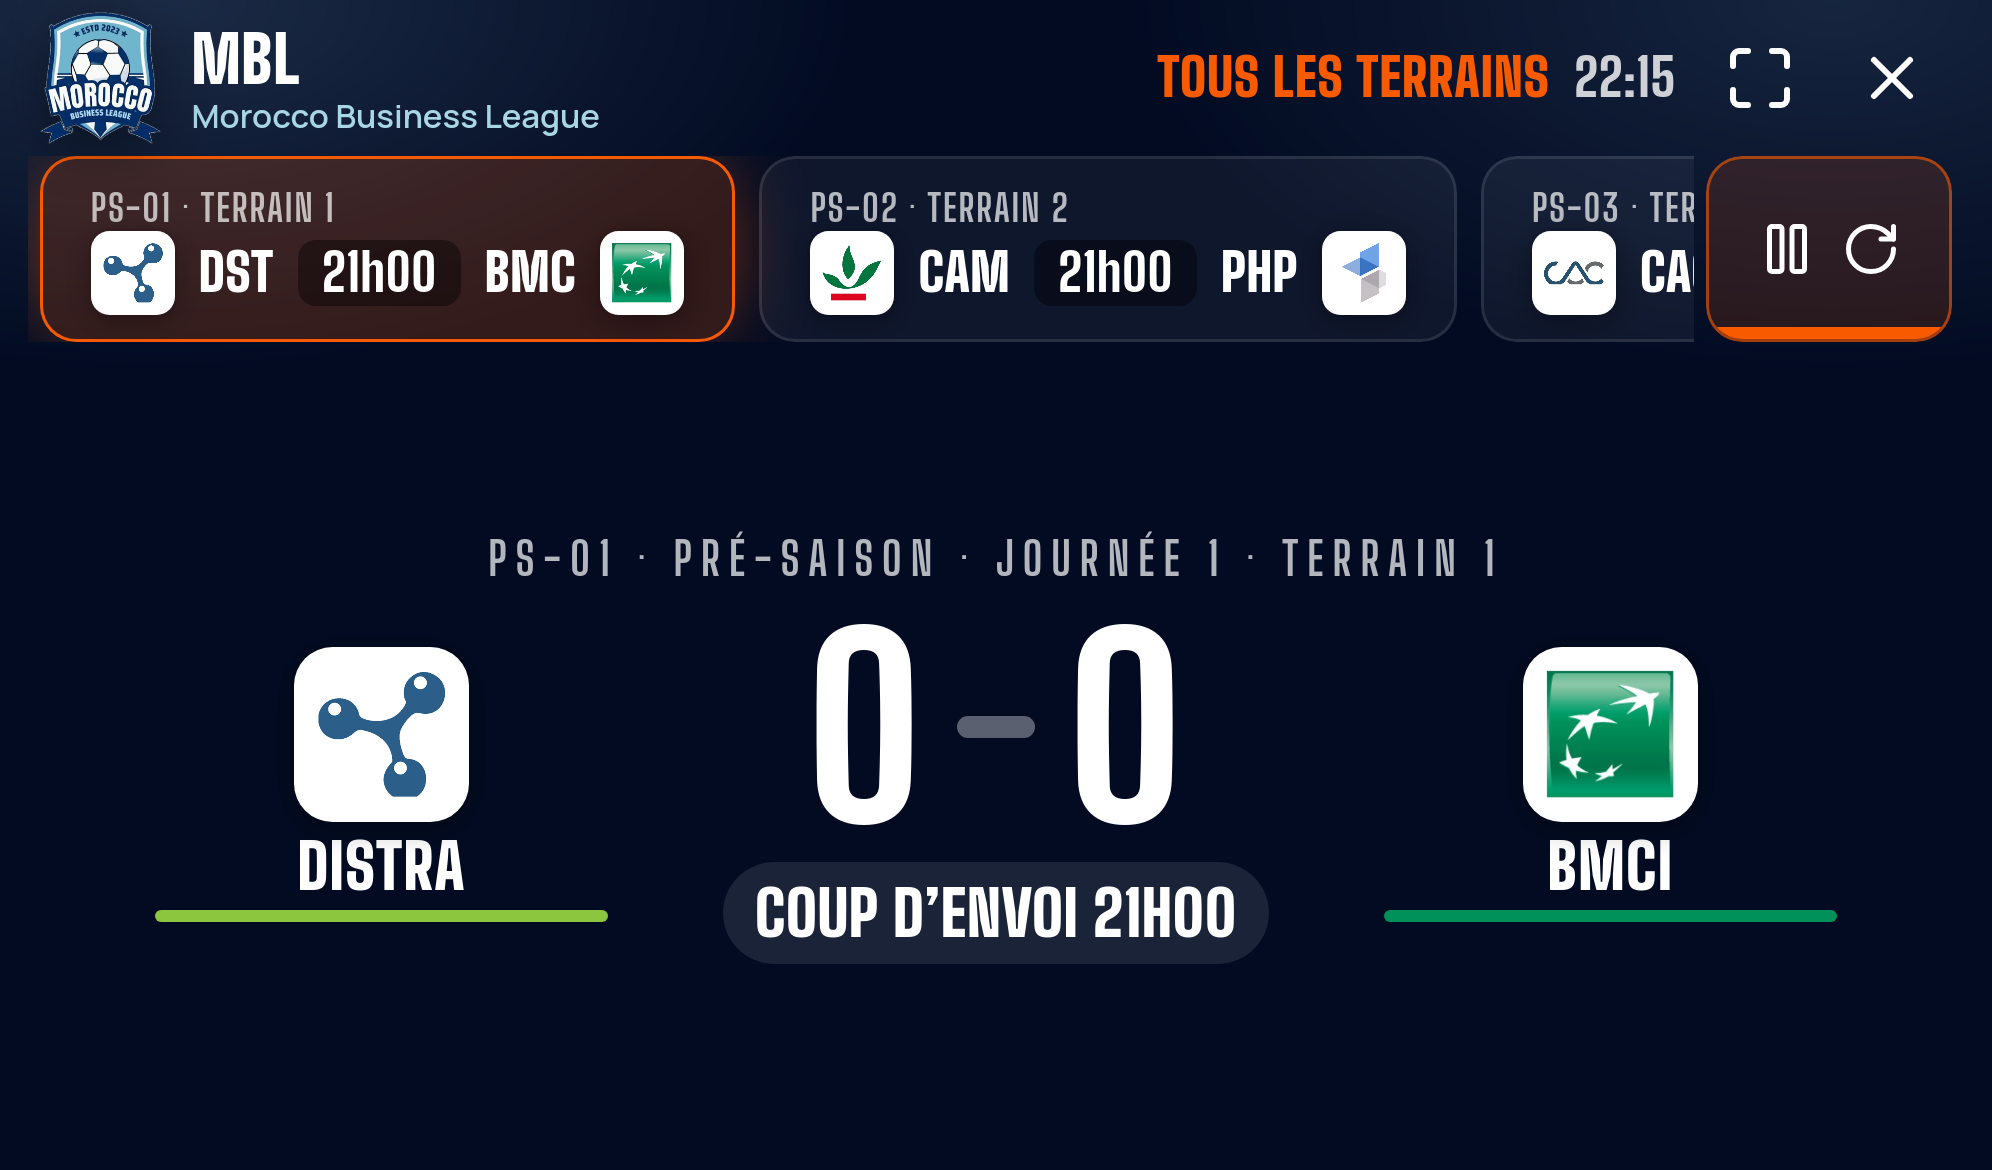 ★ ESTD 2023 ★
MOROCCO
BUSINESS LEAGUE
MBL
Morocco Business League
TOUS LES TERRAINS 22:15
PS-01 · TERRAIN 1
DST 21h00 BMC
PS-02 · TERRAIN 2
CAM 21h00 PHP
PS-03 · TER
CAC CA
PS-01 · PRÉ-SAISON · JOURNÉE 1 · TERRAIN 1
0 – 0
DISTRA
BMCI
COUP D’ENVOI 21H00